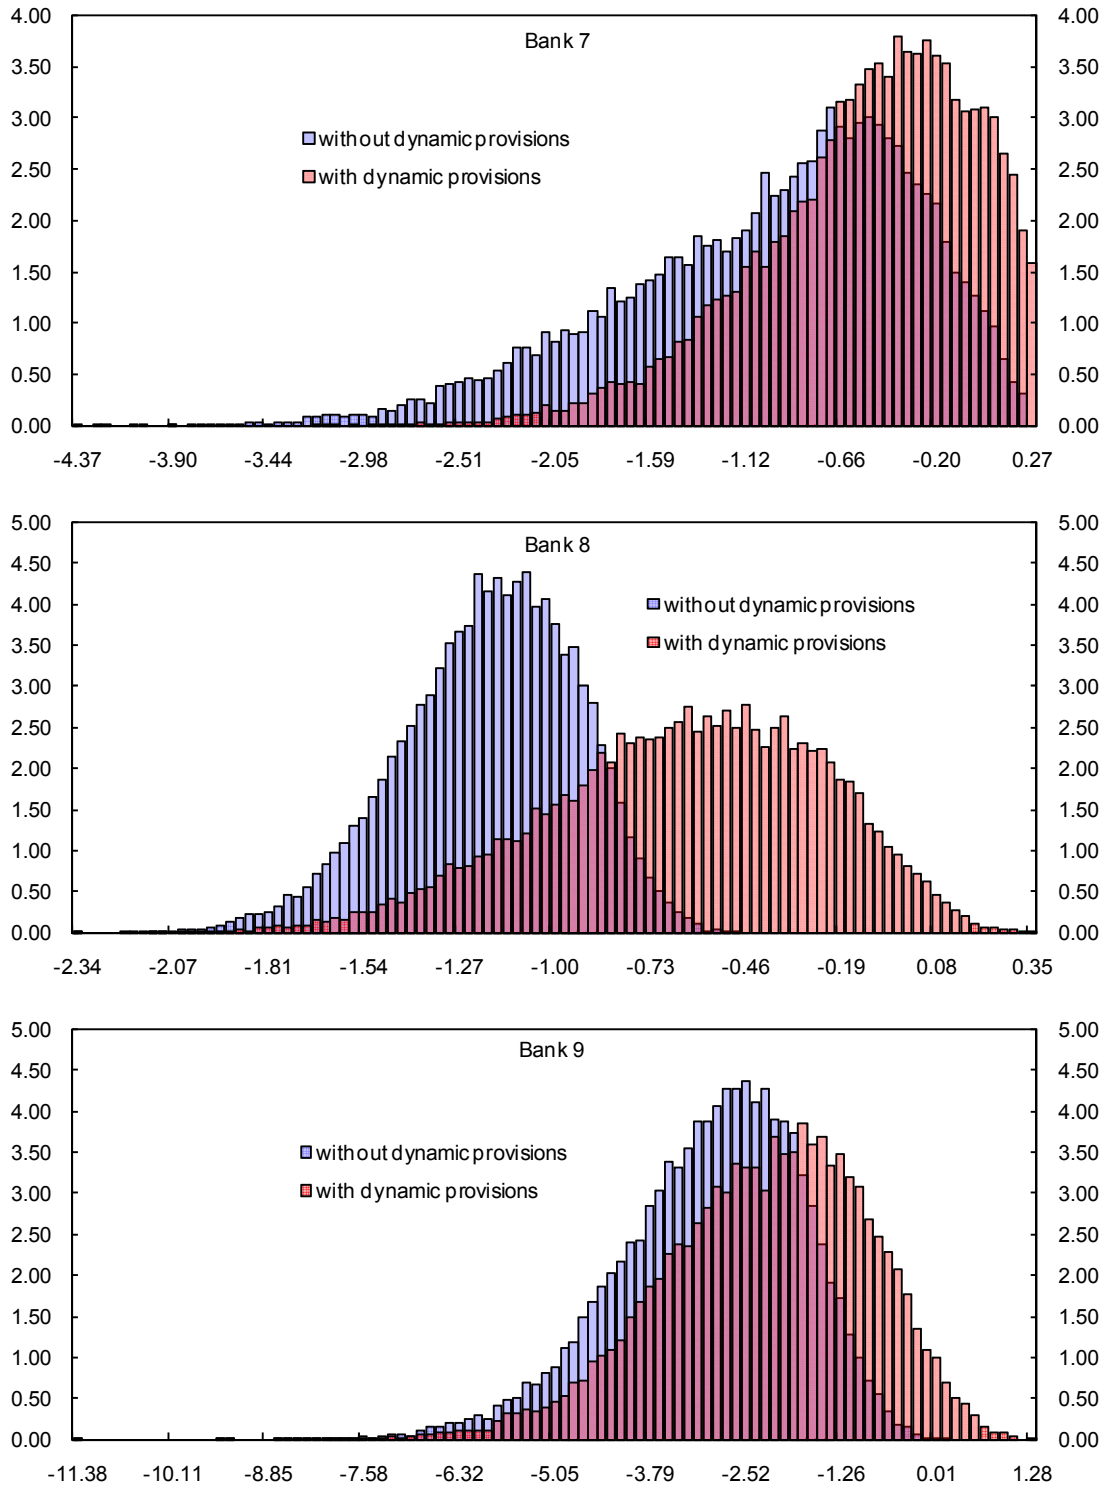 4.00 4.00
Bank 7
3.50 3.50
without dynamic provisions
3.00 3.00
with dynamic provisions
2.50 2.50
2.00 2.00
1.50 1.50
1.00 1.00
0.50 0.50
0.00 0.00
-4.37 -3.90 -3.44 -2.98 -2.51 -2.05 -1.59 -1.12 -0.66 -0.20 0.27
5.00 5.00
Bank 8
4.50 4.50
without dynamic provisions
4.00 4.00
with dynamic provisions
3.50 3.50
3.00 3.00
2.50 2.50
2.00 2.00
1.50 1.50
1.00 1.00
0.50 0.50
0.00 0.00
-2.34 -2.07 -1.81 -1.54 -1.27 -1.00 -0.73 -0.46 -0.19 0.08 0.35
5.00 5.00
Bank 9
4.50 4.50
4.00 4.00
without dynamic provisions
3.50 3.50
with dynamic provisions
3.00 3.00
2.50 2.50
2.00 2.00
1.50 1.50
1.00 1.00
0.50 0.50
0.00 0.00
-11.38 -10.11 -8.85 -7.58 -6.32 -5.05 -3.79 -2.52 -1.26 0.01 1.28